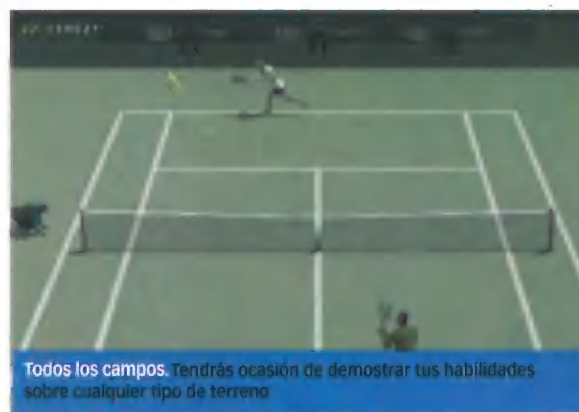 Todos los campos. Tendrás ocasión de demostrar tus habilidades
sobre cualquier tipo de terreno